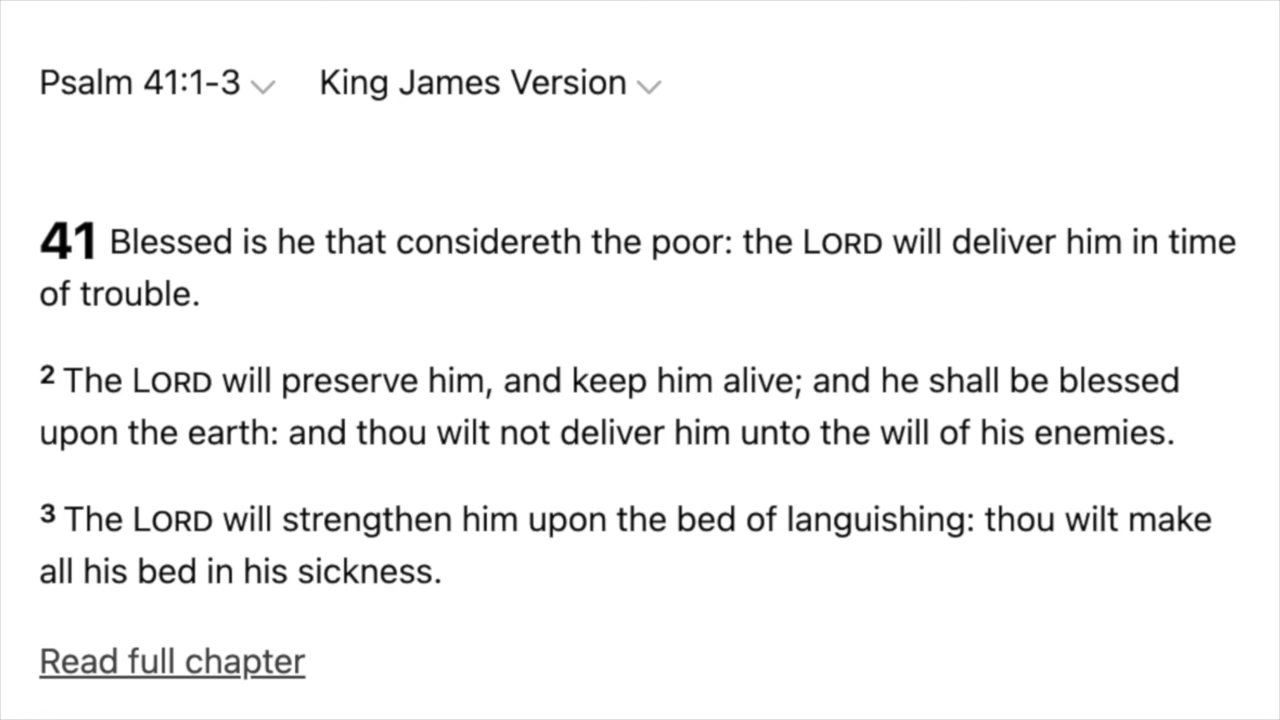 Psalm 41:1-3 King James Version
41 Blessed is he that considereth the poor: the LORD will deliver him in time
of trouble.
2 The LORD will preserve him, and keep him alive; and he shall be blessed
upon the earth: and thou wilt not deliver him unto the will of his enemies.
3 The LORD will strengthen him upon the bed of languishing: thou wilt make
all his bed in his sickness.
Read full chapter